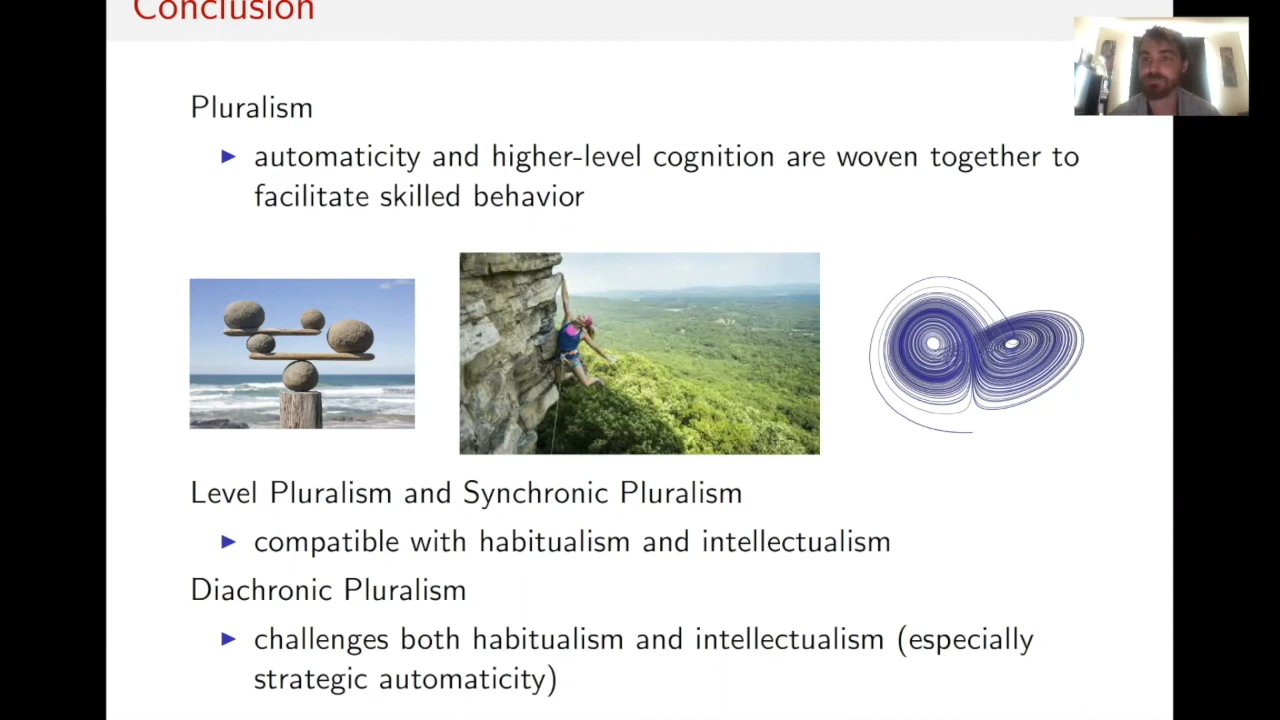 Conclusion
Pluralism
automaticity and higher-level cognition are woven together to
facilitate skilled behavior
Level Pluralism and Synchronic Pluralism
compatible with habitualism and intellectualism
Diachronic Pluralism
challenges both habitualism and intellectualism (especially
strategic automaticity)